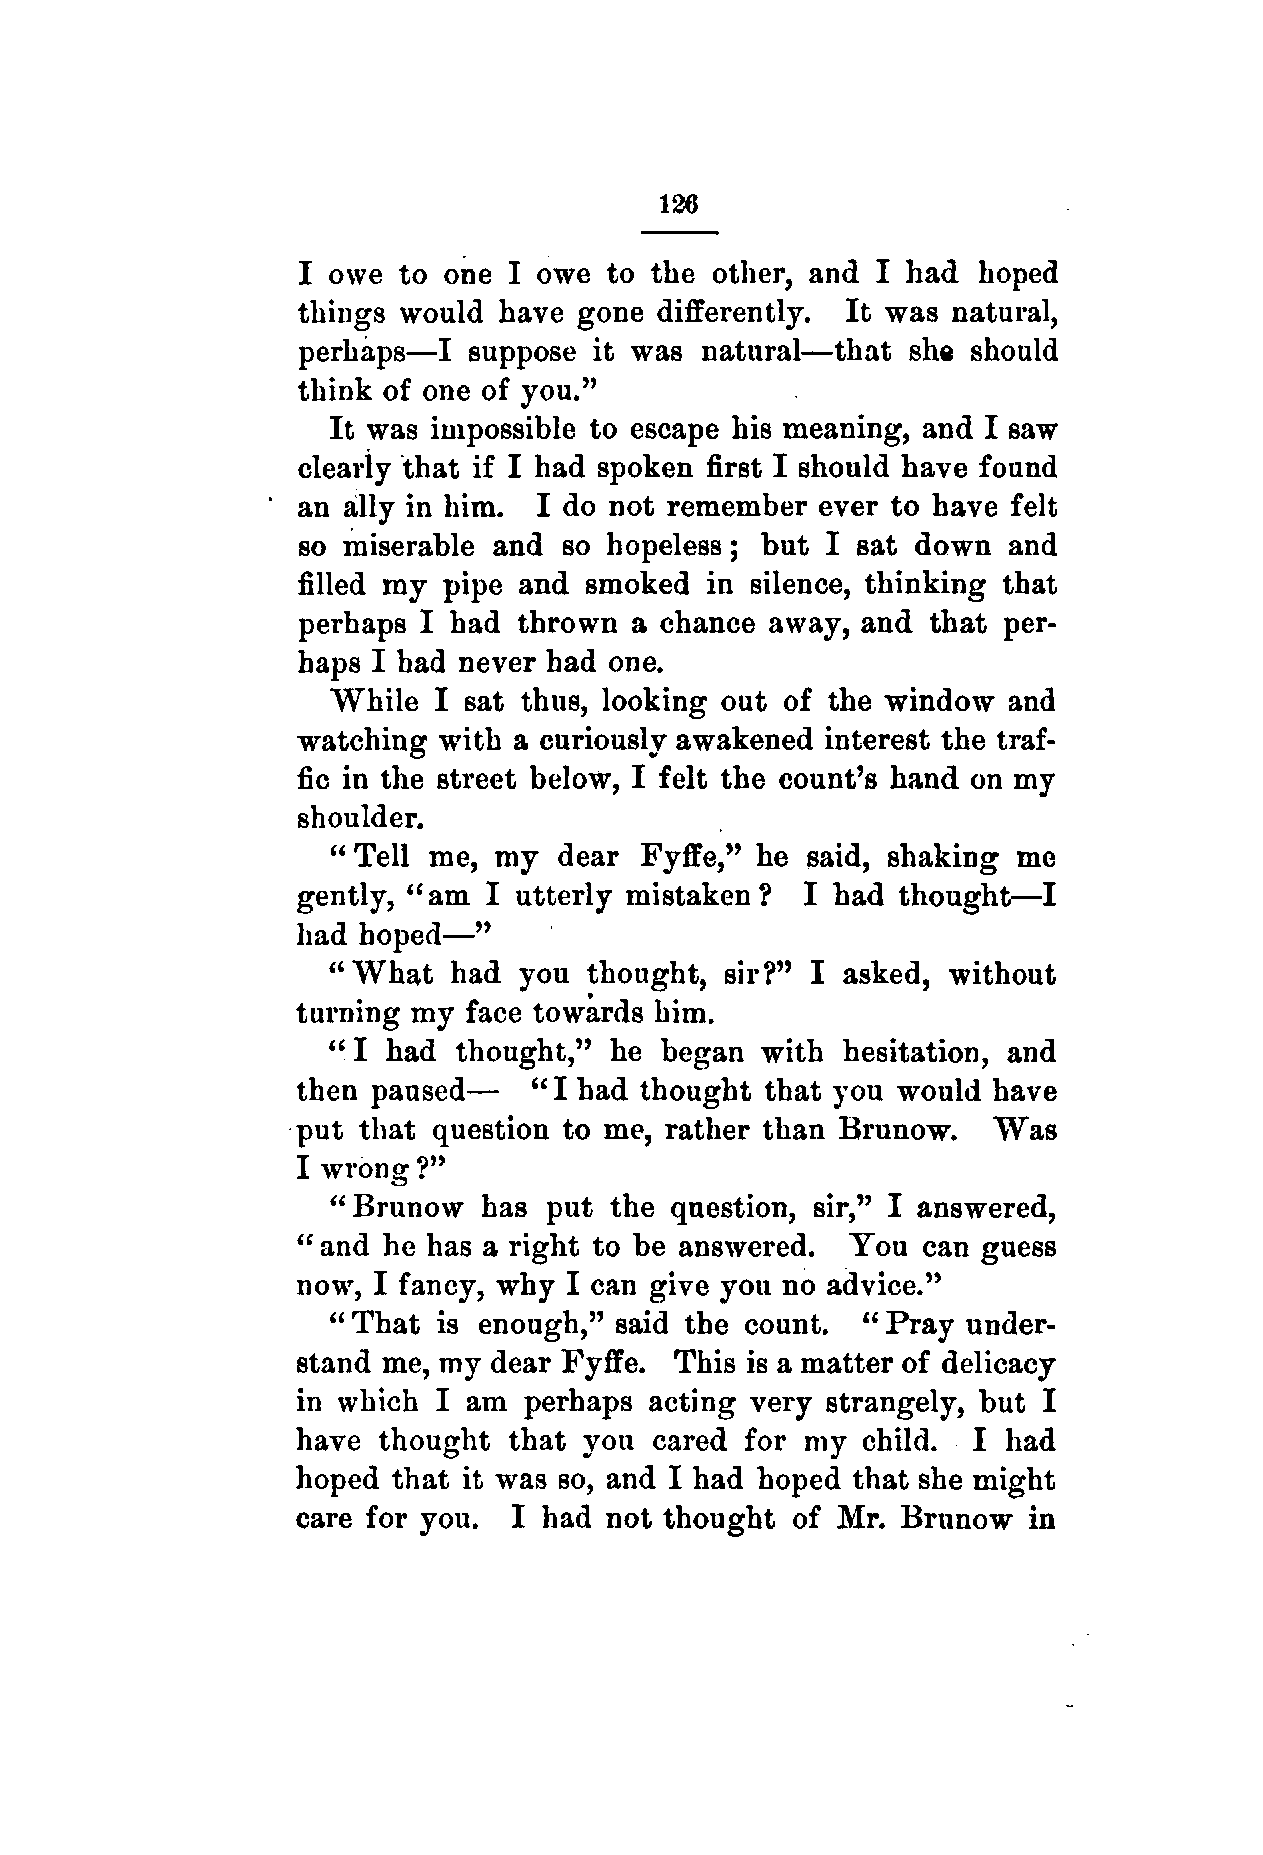 126
I owe to one I owe to the other, and I had hoped
things would have gone differently. It was natural,
perhaps—I suppose it was natural—that she should
think of one of you.”
It was impossible to escape his meaning, and I saw
clearly that if I had spoken first I should have found
an ally in him. I do not remember ever to have felt
so miserable and so hopeless; but I sat down and
filled my pipe and smoked in silence, thinking that
perhaps I had thrown a chance away, and that per-
haps I had never had one.
While I sat thus, looking out of the window and
watching with a curiously awakened interest the traf-
fic in the street below, I felt the count’s hand on my
shoulder.
“Tell me, my dear Fyffe,” he said, shaking me
gently, “am I utterly mistaken? I had thought—I
had hoped—”
“What had you thought, sir?” I asked, without
turning my face towards him.
“I had thought,” he began with hesitation, and
then paused— “I had thought that you would have
put that question to me, rather than Brunow. Was
I wrong?”
“Brunow has put the question, sir,” I answered,
“and he has a right to be answered. You can guess
now, I fancy, why I can give you no advice.”
“That is enough,” said the count. “Pray under-
stand me, my dear Fyffe. This is a matter of delicacy
in which I am perhaps acting very strangely, but I
have thought that you cared for my child. I had
hoped that it was so, and I had hoped that she might
care for you. I had not thought of Mr. Brunow in